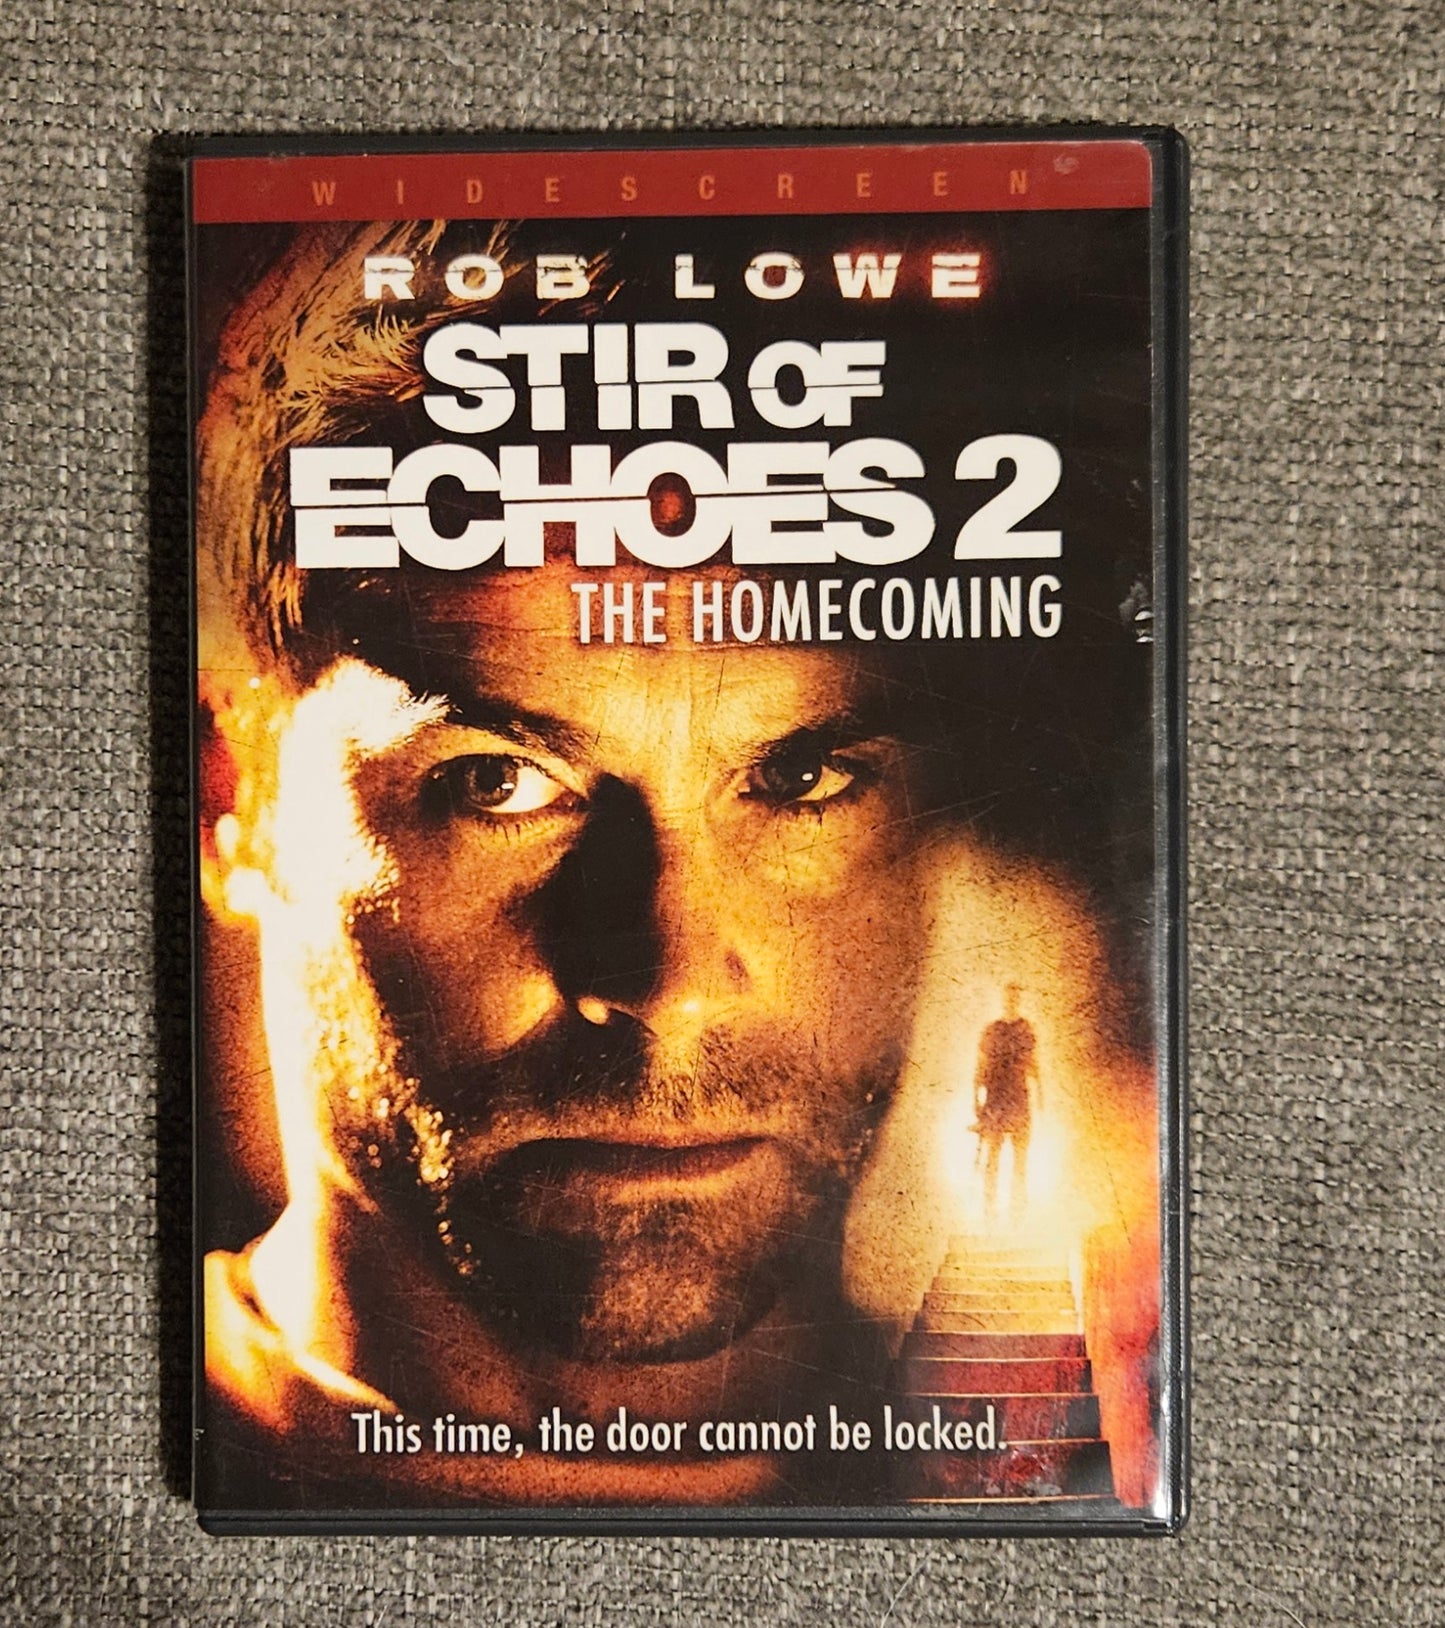 WIDESCREEN
ROB LOWE
STIR OF
ECHOES 2
THE HOMECOMING
This time, the door cannot be locked.